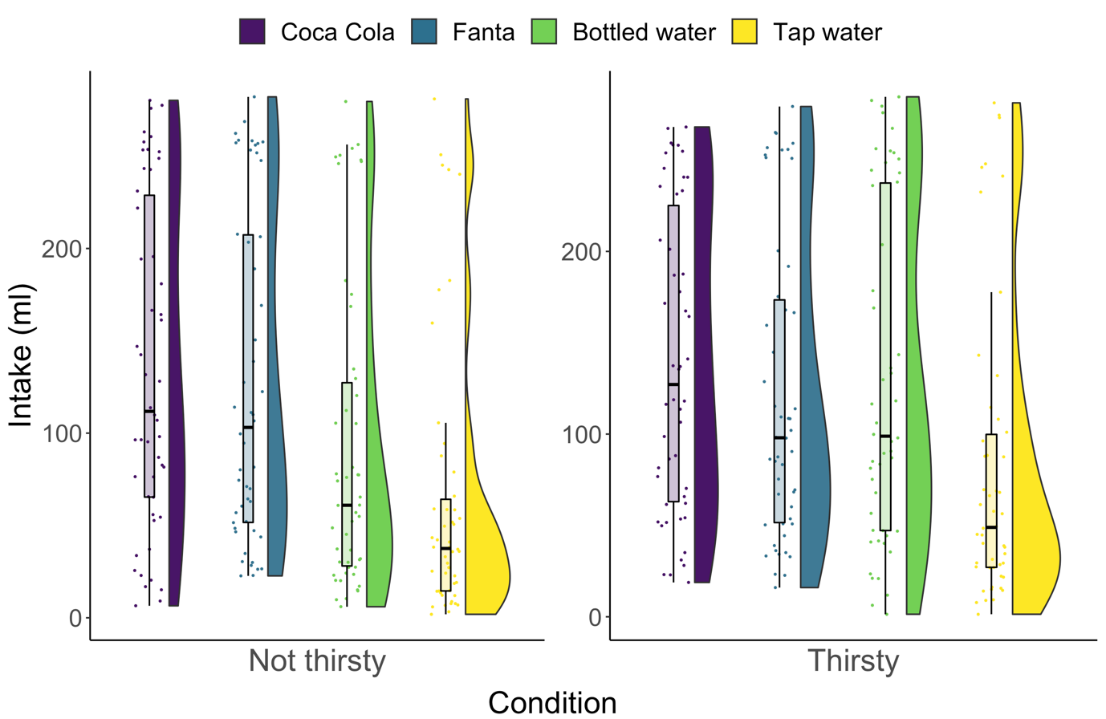 Coca Cola Fanta Bottled water Tap water
Intake (ml)
200
100
0
200
100
0
Not thirsty
Thirsty
Condition